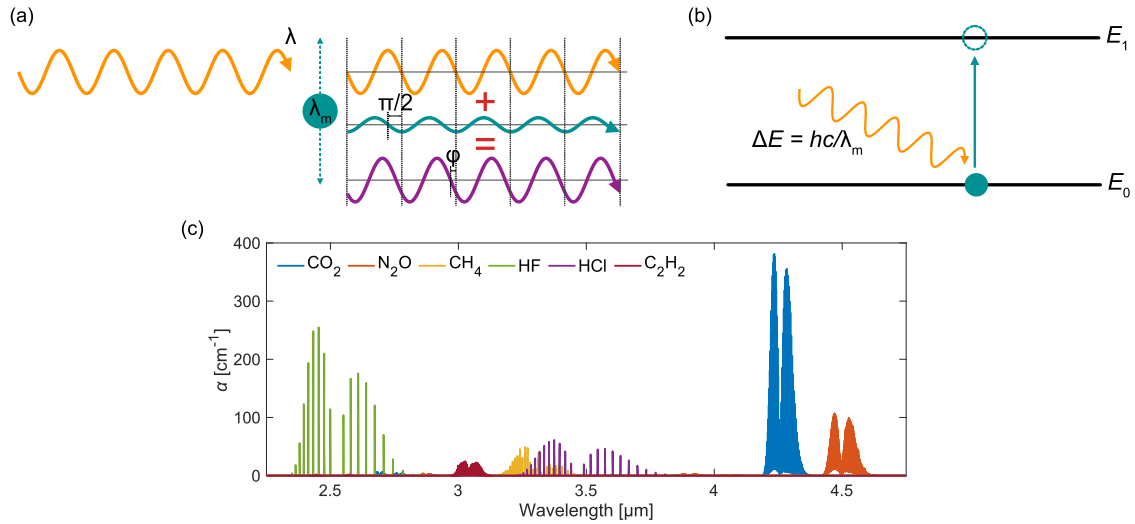 (a)
λ
λm
π/2
+
=
φ
(b)
E1
ΔE = hc/λm
E0
(c)
400
300
200
100
0
CO2
N2O
CH4
HF
HCl
C2H2
α [cm-1]
2.5
3
3.5
4
4.5
Wavelength [μm]